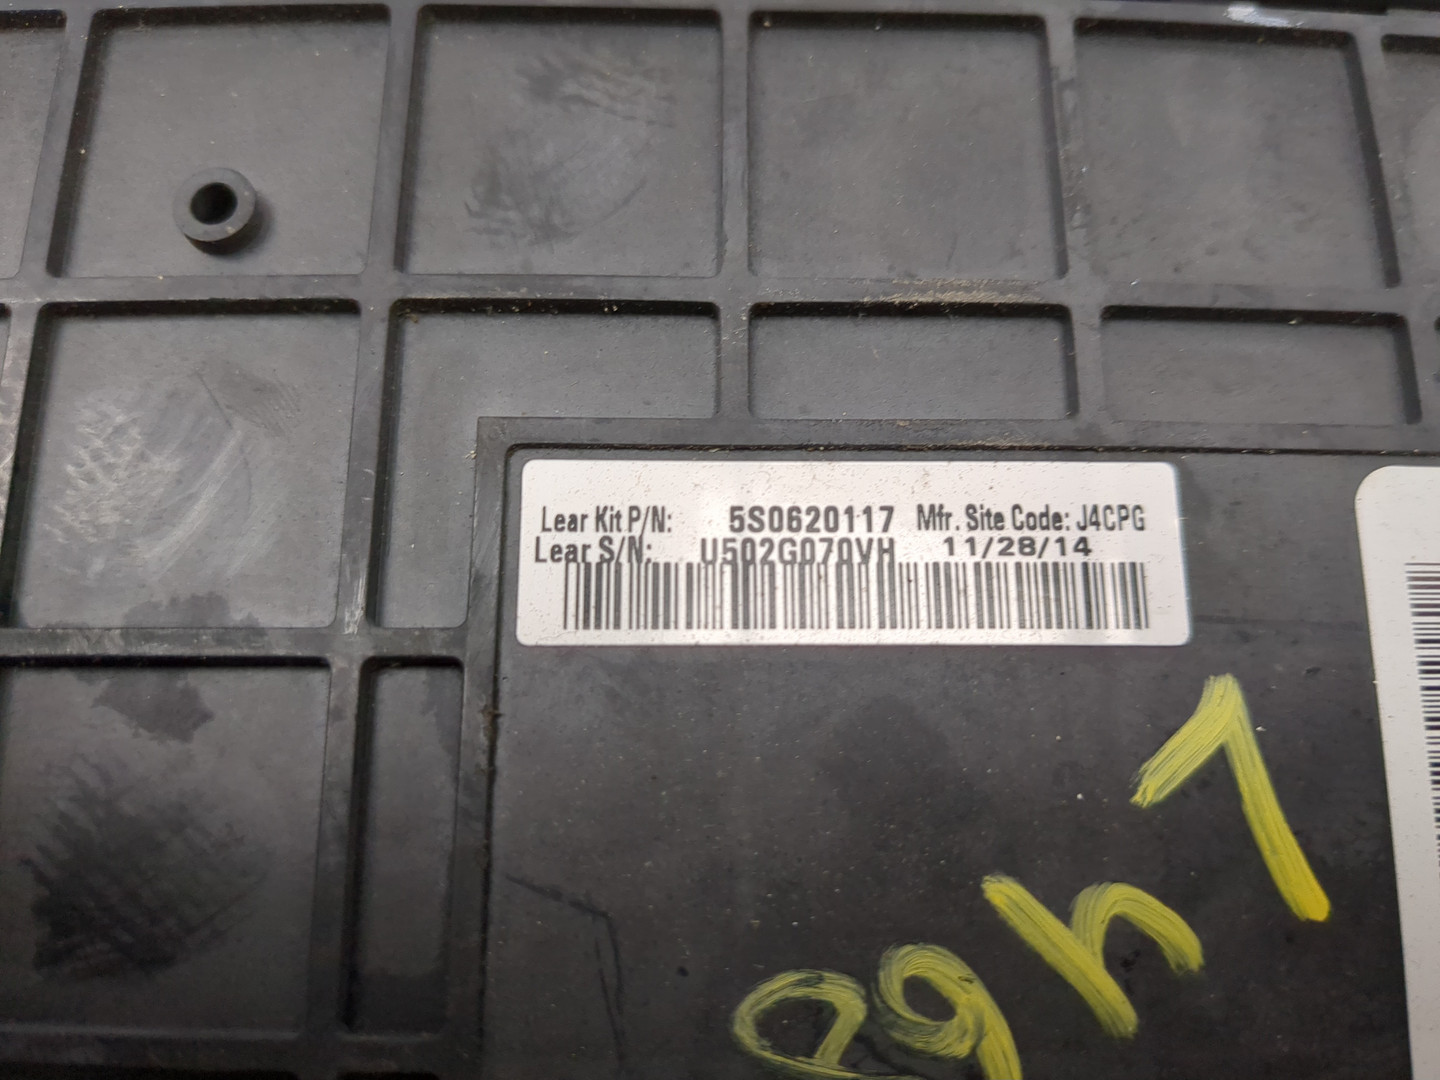 Lear Kit P/N: 5S0620117 Mfr. Site Code: J4CPG
Lear S/N: U502G070VH 11/28/14